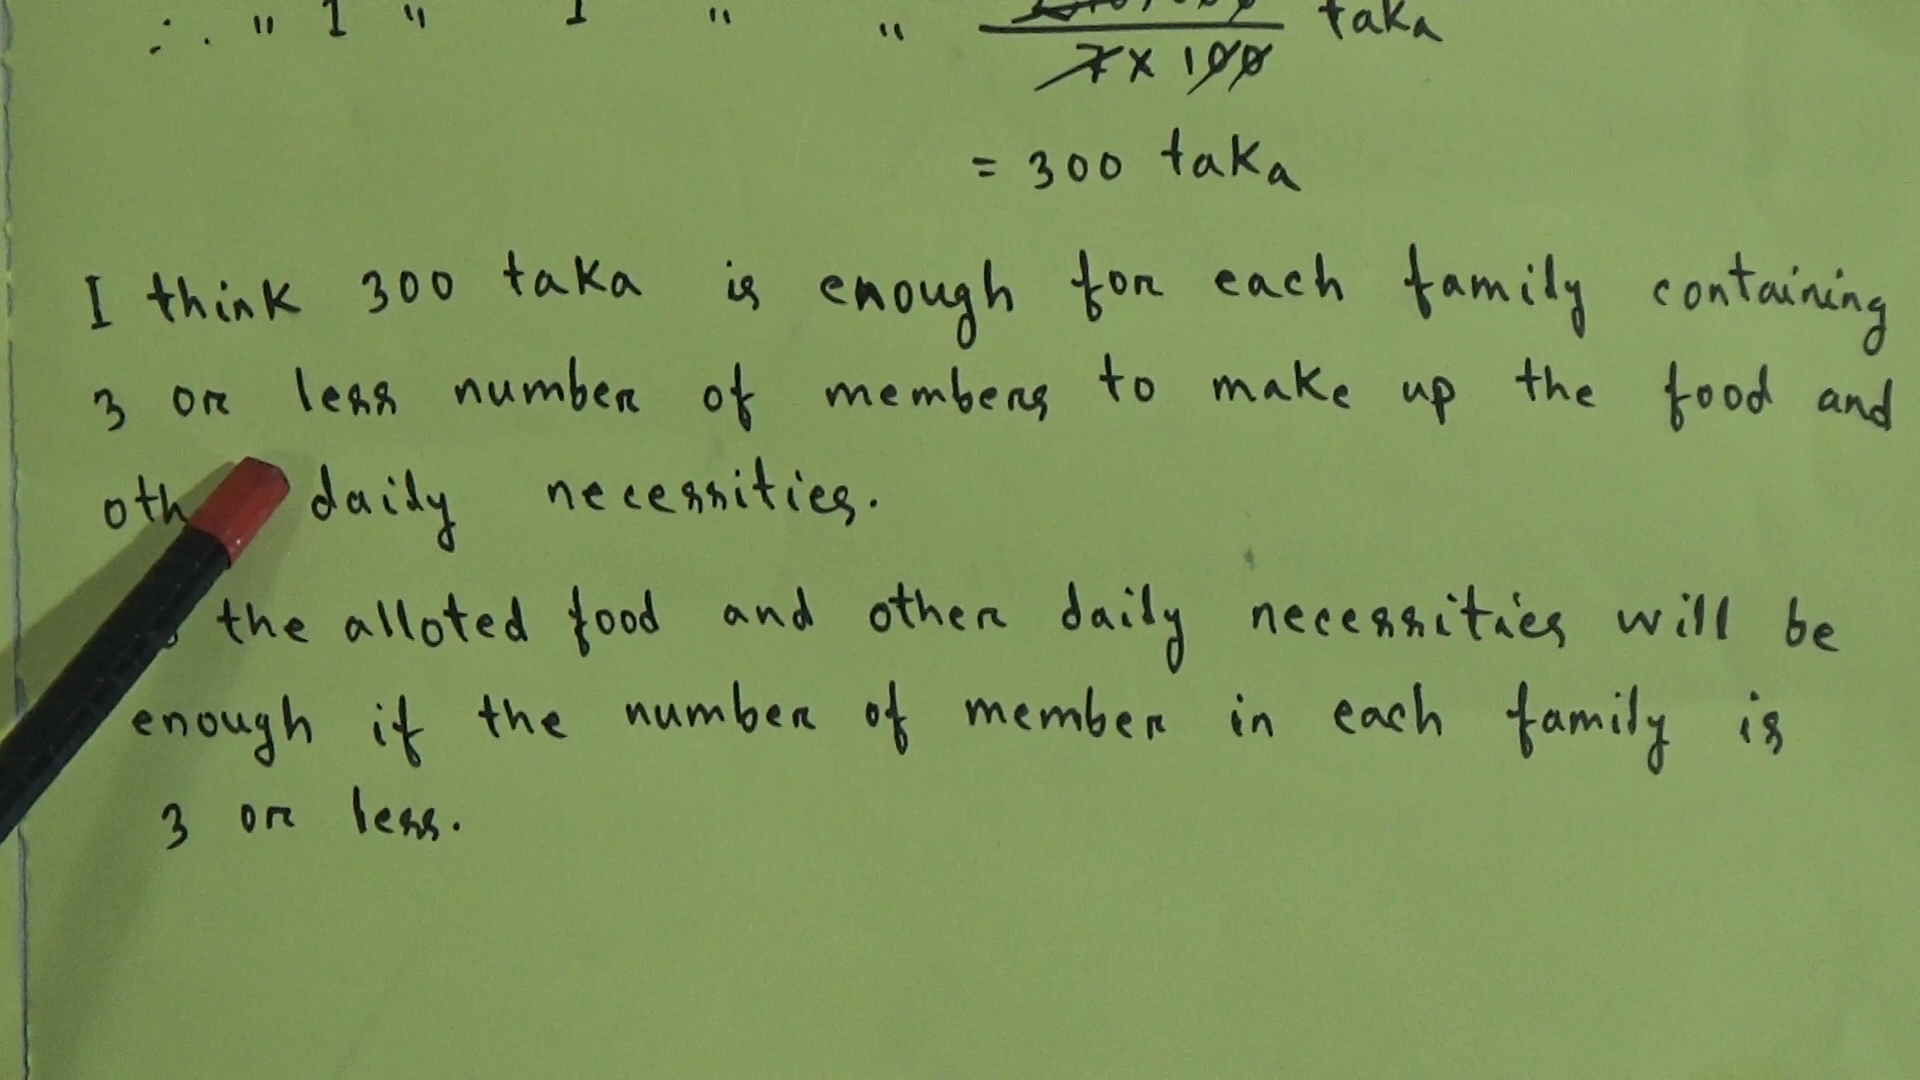 ∴ " 1 " 1 " " taka
7 x 100
= 300 taka
I think 300 taka is enough for each family containing
3 or less number of members to make up the food and
oth daily necessities.
the alloted food and other daily necessities will be
enough if the number of member in each family is
3 or less.